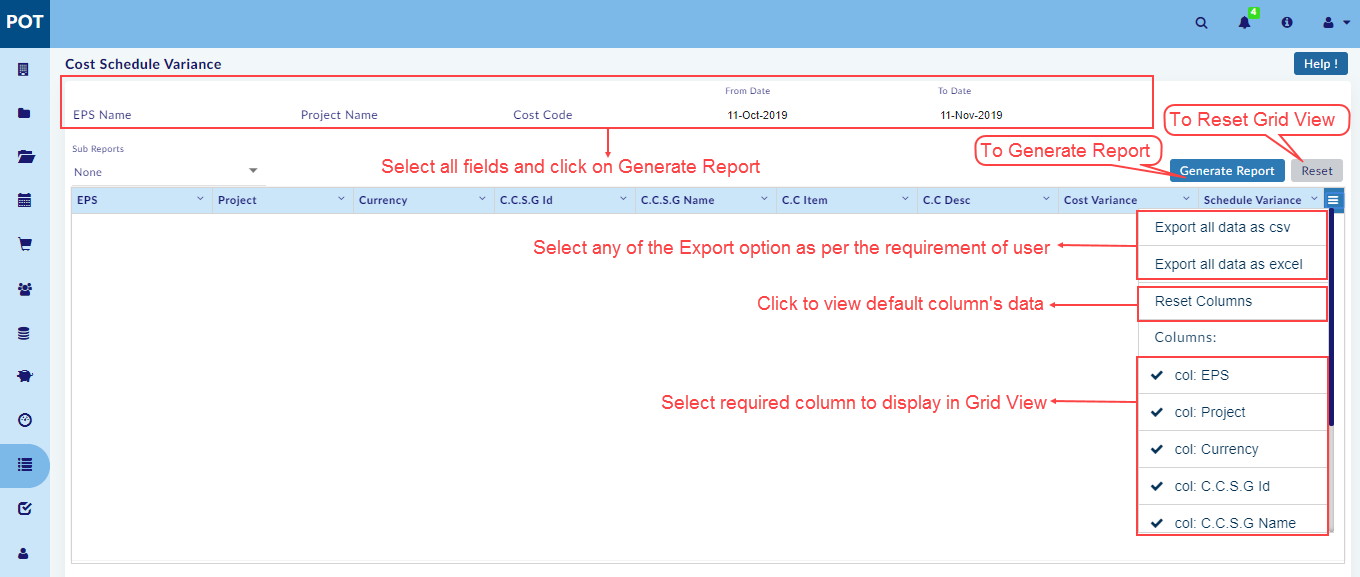 POT
4
Cost Schedule Variance
Help !
From Date
To Date
EPS Name
Project Name
Cost Code
11-Oct-2019
11-Nov-2019
To Reset Grid View
Sub Reports
To Generate Report
Select all fields and click on Generate Report
None
Generate Report
Reset
EPS
Project
Currency
C.C.S.G Id
C.C.S.G Name
C.C Item
C.C Desc
Cost Variance
Schedule Variance
Export all data as csv
Select any of the Export option as per the requirement of user
Export all data as excel
Click to view default column's data
Reset Columns
Columns:
col: EPS
Select required column to display in Grid View
col: Project
col: Currency
col: C.C.S.G Id
col: C.C.S.G Name